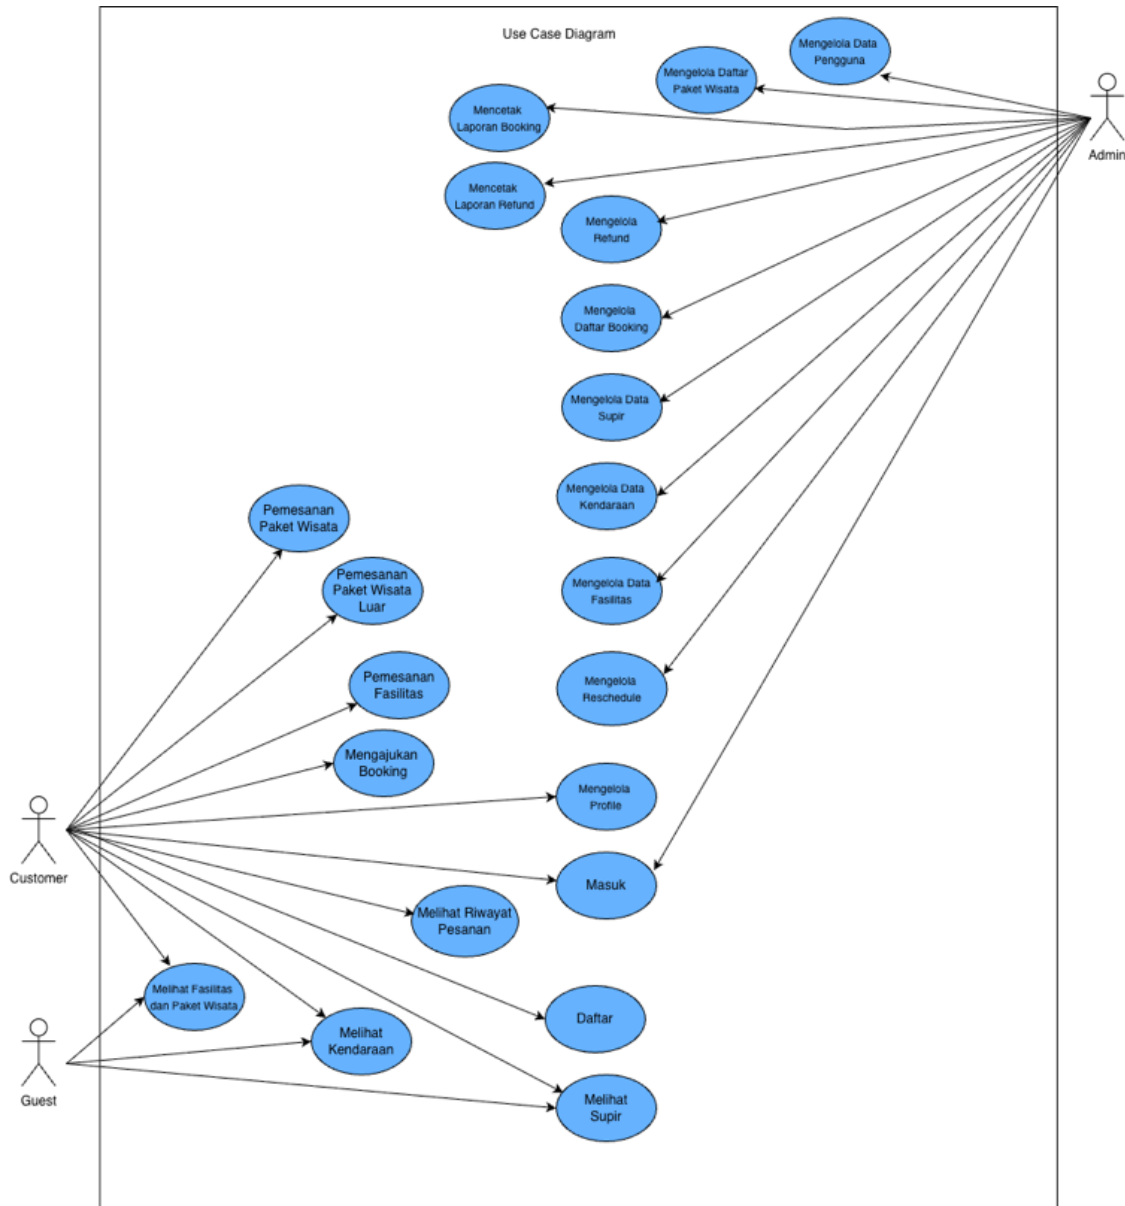 Use Case Diagram
Mengelola Data
Pengguna
Mengelola Daftar
Paket Wisata
Mencetak
Laporan Booking
Admin
Mencetak
Laporan Refund
Mengelola
Refund
Mengelola
Daftar Booking
Mengelola Data
Supir
Mengelola Data
Kendaraan
Pemesanan
Paket Wisata
Pemesanan
Paket Wisata
Luar
Mengelola Data
Fasilitas
Pemesanan
Fasilitas
Mengelola
Reschedule
Mengajukan
Booking
Mengelola
Profile
Customer
Masuk
Melihat Riwayat
Pesanan
Melihat Fasilitas
dan Paket Wisata
Daftar
Melihat
Kendaraan
Guest
Melihat
Supir